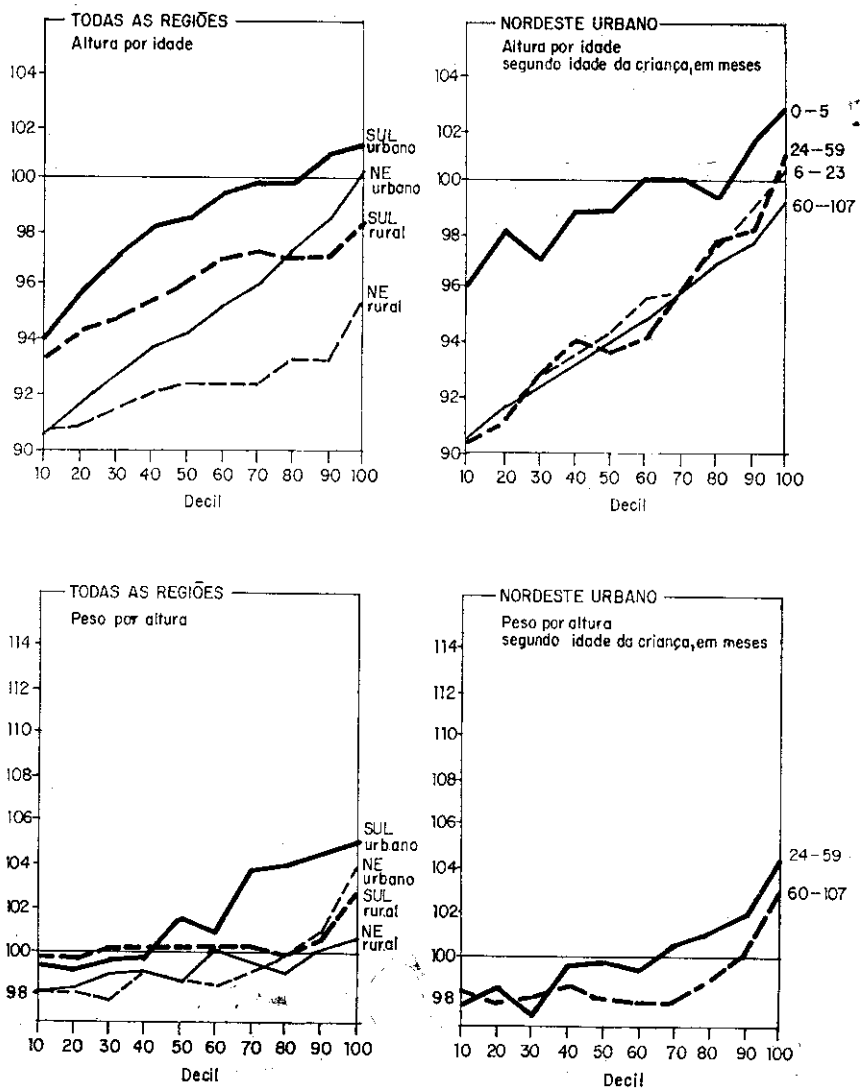 TODAS AS REGIÕES
Altura por idade
104
101
100
98
96
94
92
90
SUL
urbano
NE
urbano
SUL
rural
NE
rural
10 20 30 40 50 60 70 80 90 100
Decil
NORDESTE URBANO
Altura por idade
segundo idade da criança, em meses
104
102
100
98
96
94
92
90
0-5
24-59
6-23
60-107
10 20 30 40 50 60 70 80 90 100
Decil
TODAS AS REGIÕES
Peso por altura
114
112
110
108
106
104
102
100
98
SUL
urbano
NE
urbano
SUL
rural
NE
rural
10 20 30 40 50 60 70 80 90 100
Decil
NORDESTE URBANO
Peso por altura
segundo idade da criança, em meses
114
112
110
108
106
104
102
100
98
24-59
60-107
10 20 30 40 50 60 70 80 90 100
Decil